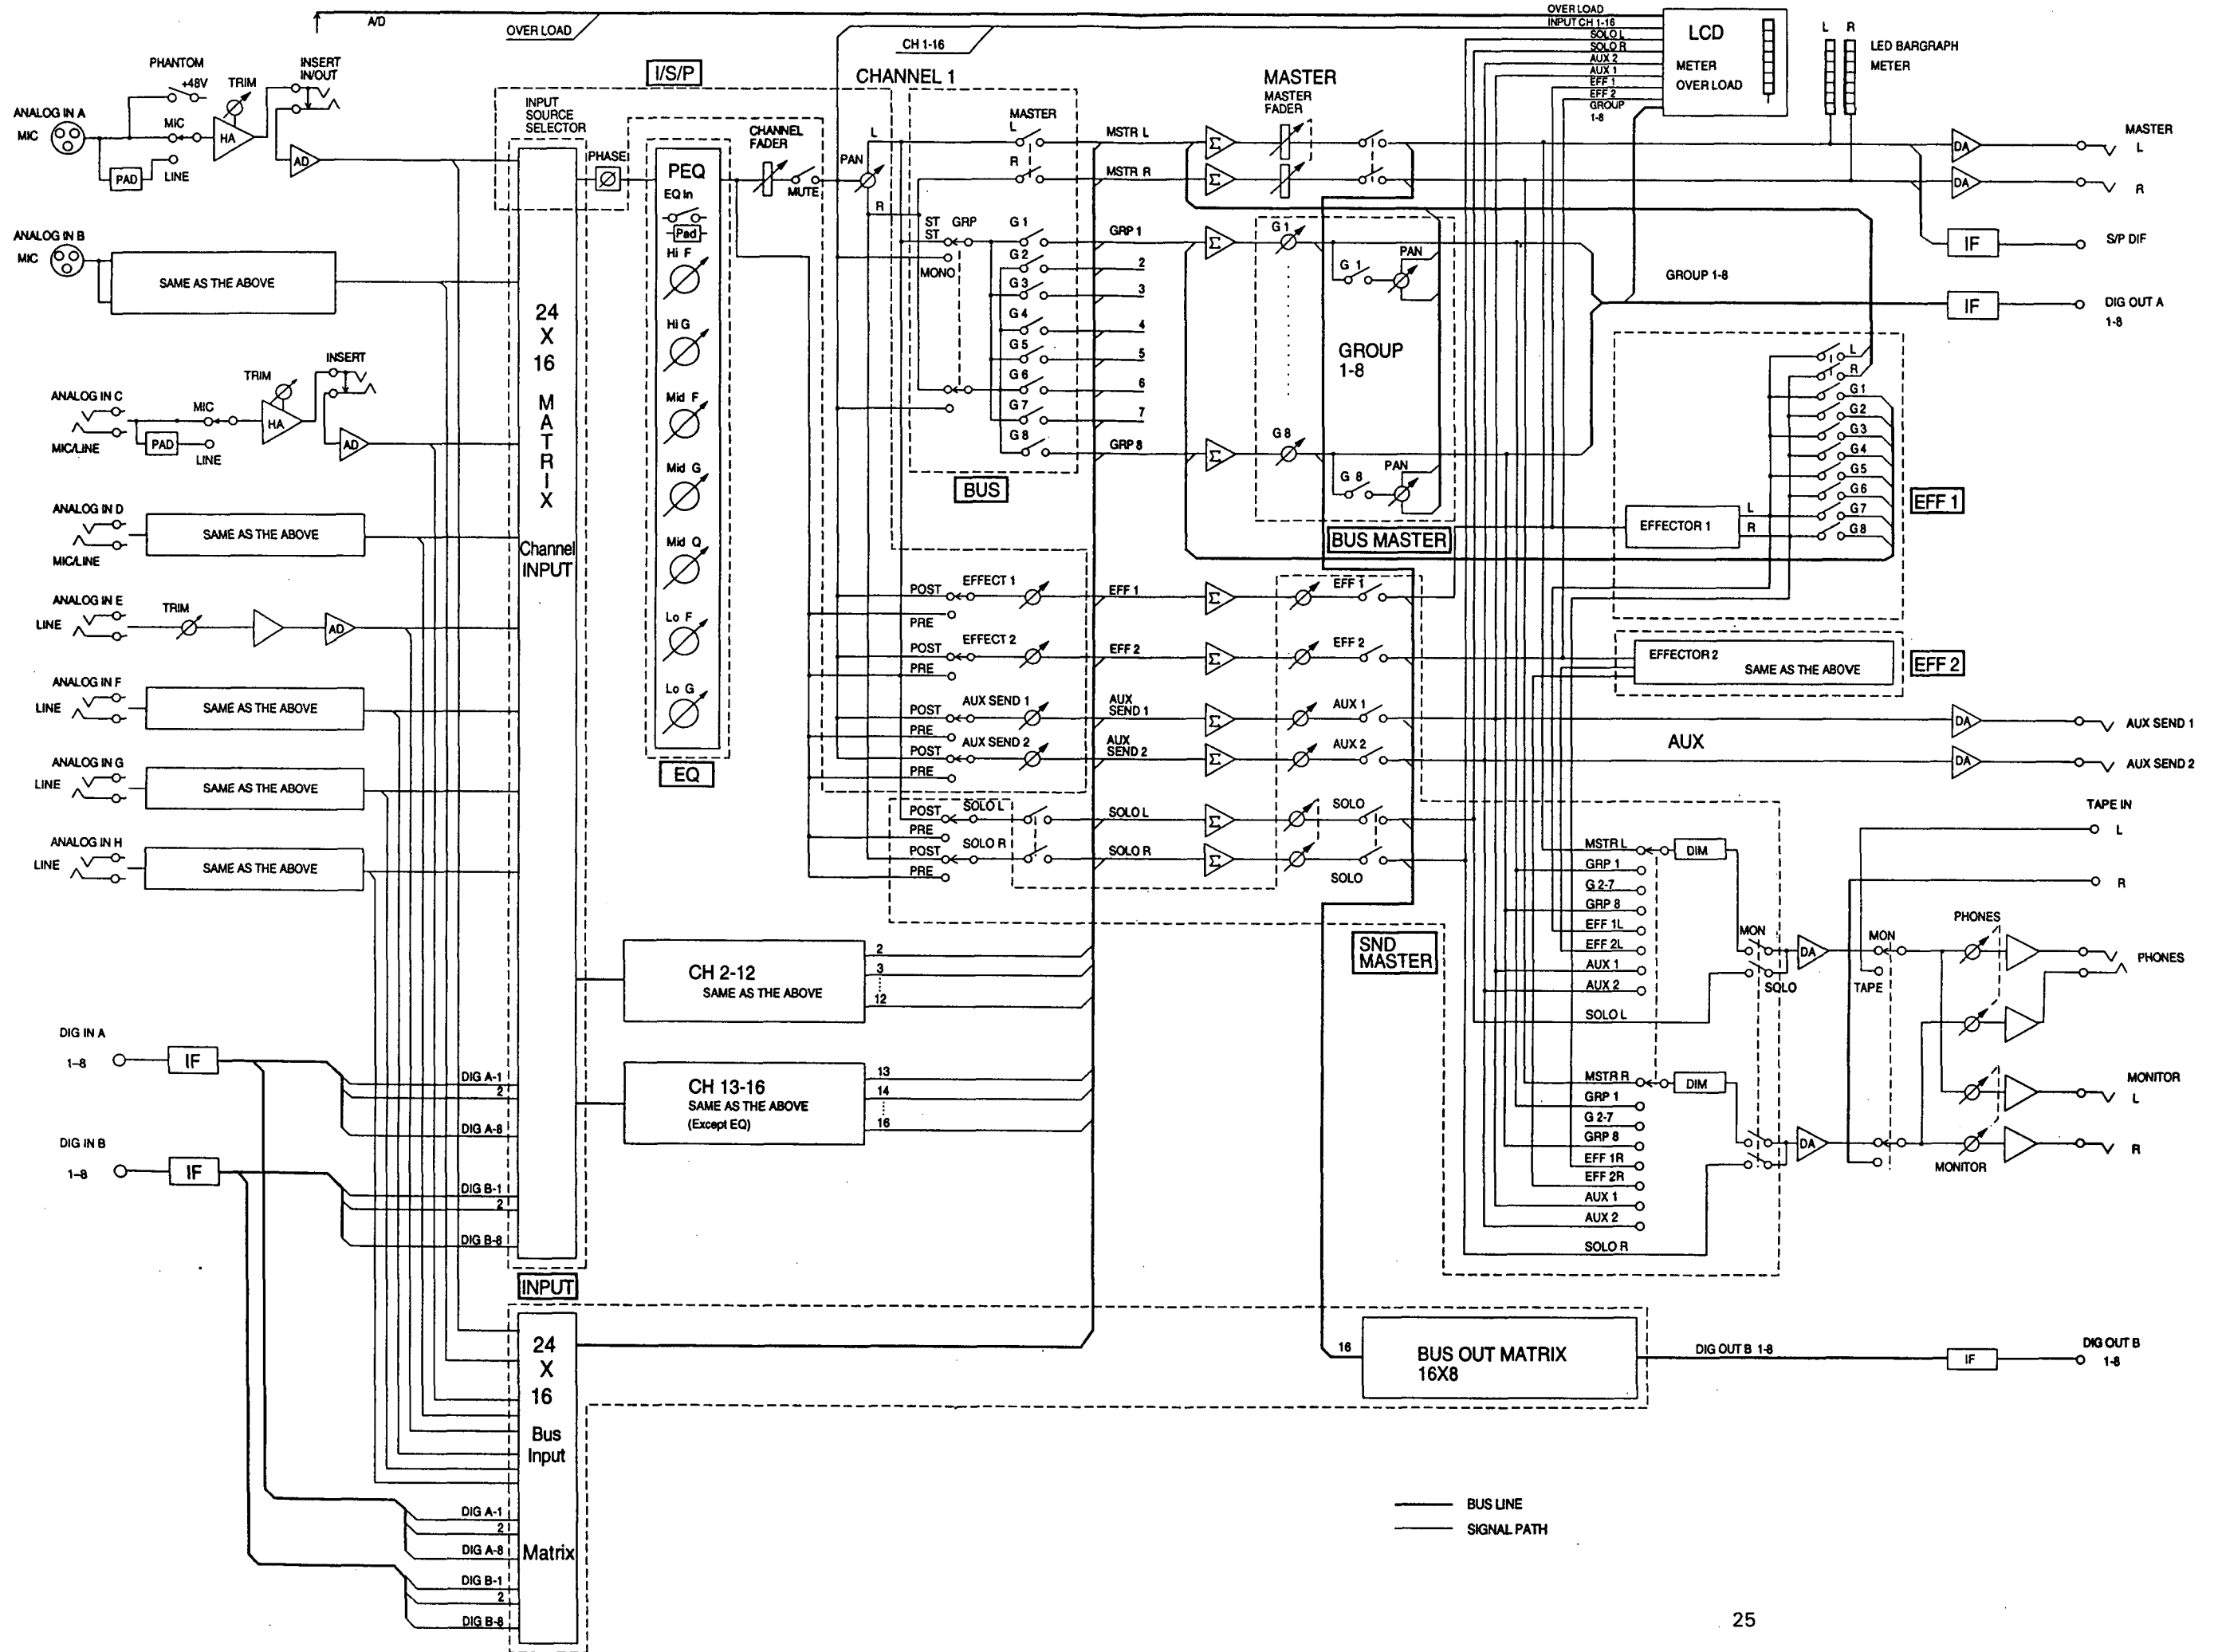 A/D
OVER LOAD
CH 1-16
OVER LOAD
INPUT CH 1-16
SOLO L
SOLO R
AUX 2
AUX 1
EFF 1
EFF 2
GROUP
1-8
LCD
METER
OVER LOAD
L R
LED BARGRAPH
METER
PHANTOM
+48V
TRIM
INSERT
IN/OUT
ANALOG IN A
MIC
MIC
HA
PAD
LINE
AD
I/S/P
INPUT
SOURCE
SELECTOR
PHASE
CHANNEL
FADER
MUTE
PAN
L
R
CHANNEL 1
MASTER
L
R
MASTER
MASTER
FADER
MSTR L
MSTR R
Σ
Σ
DA
DA
MASTER
L
R
IF
S/P DIF
IF
DIG OUT A
1-8
GROUP 1-8
ANALOG IN B
MIC
SAME AS THE ABOVE
ANALOG IN C
MIC/LINE
PAD
MIC
LINE
TRIM
HA
INSERT
AD
ANALOG IN D
MIC/LINE
SAME AS THE ABOVE
ANALOG IN E
LINE
TRIM
AD
ANALOG IN F
LINE
SAME AS THE ABOVE
ANALOG IN G
LINE
SAME AS THE ABOVE
ANALOG IN H
LINE
SAME AS THE ABOVE
24
X
16
M
A
T
R
I
X
Channel
INPUT
INPUT
PEQ
EQ In
Pad
Hi F
Hi G
Mid F
Mid G
Mid Q
Lo F
Lo G
EQ
ST
ST
GRP
MONO
G 1
G 2
G 3
G 4
G 5
G 6
G 7
G 8
BUS
GRP 1
2
3
4
5
6
7
GRP 8
Σ
Σ
G 1
G 8
G 1
PAN
GROUP
1-8
G 8
PAN
BUS MASTER
L
R
G 1
G 2
G 3
G 4
G 5
G 6
G 7
G 8
EFFECTOR 1
L
R
EFF 1
EFFECTOR 2
SAME AS THE ABOVE
EFF 2
POST
PRE
EFFECT 1
EFF 1
Σ
EFF 1
POST
PRE
EFFECT 2
EFF 2
Σ
EFF 2
POST
PRE
AUX SEND 1
AUX
SEND 1
Σ
AUX 1
POST
PRE
AUX SEND 2
AUX
SEND 2
Σ
AUX 2
AUX
DA
AUX SEND 1
DA
AUX SEND 2
POST
PRE
SOLO L
SOLO L
Σ
SOLO
POST
PRE
SOLO R
SOLO R
Σ
SOLO
SND
MASTER
TAPE IN
L
R
MSTR L
GRP 1
G 2-7
GRP 8
EFF 1L
EFF 2L
AUX 1
AUX 2
SOLO L
DIM
MON
SOLO
DA
MON
TAPE
PHONES
PHONES
MSTR R
GRP 1
G 2-7
GRP 8
EFF 1R
EFF 2R
AUX 1
AUX 2
SOLO R
DIM
DA
MONITOR
MONITOR
L
R
CH 2-12
SAME AS THE ABOVE
2
3
12
CH 13-16
SAME AS THE ABOVE
(Except EQ)
13
14
16
DIG IN A
1–8
IF
DIG A-1
2
DIG A-8
DIG IN B
1–8
IF
DIG B-1
2
DIG B-8
24
X
16
Bus
Input
Matrix
DIG A-1
2
DIG A-8
DIG B-1
2
DIG B-8
16
BUS OUT MATRIX
16X8
DIG OUT B 1-8
IF
DIG OUT B
1-8
BUS LINE
SIGNAL PATH
25